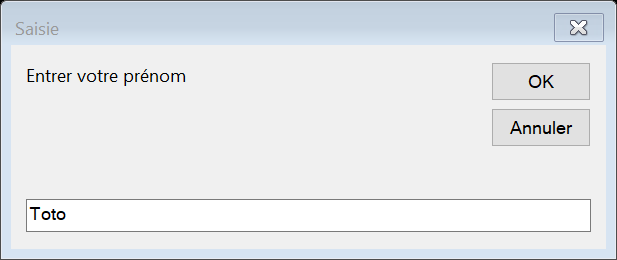 Saisie
Entrer votre prénom
OK
Annuler
Toto